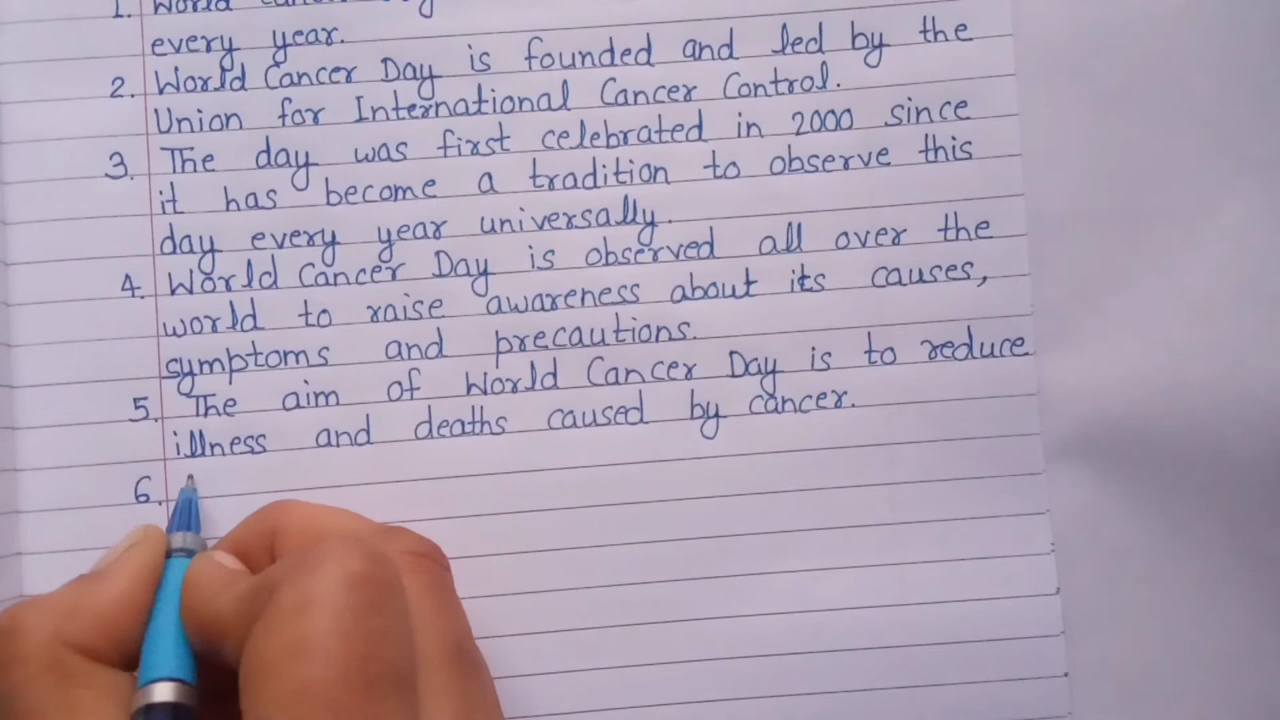 1. World
every year.
2. World Cancer Day is founded and led by the
Union for International Cancer Control.
3. The day was first celebrated in 2000 since
it has become a tradition to observe this
day every year universally.
4. World Cancer Day is observed all over the
world to raise awareness about its causes,
symptoms and precautions.
5. The aim of World Cancer Day is to reduce
illness and deaths caused by cancer.
6.